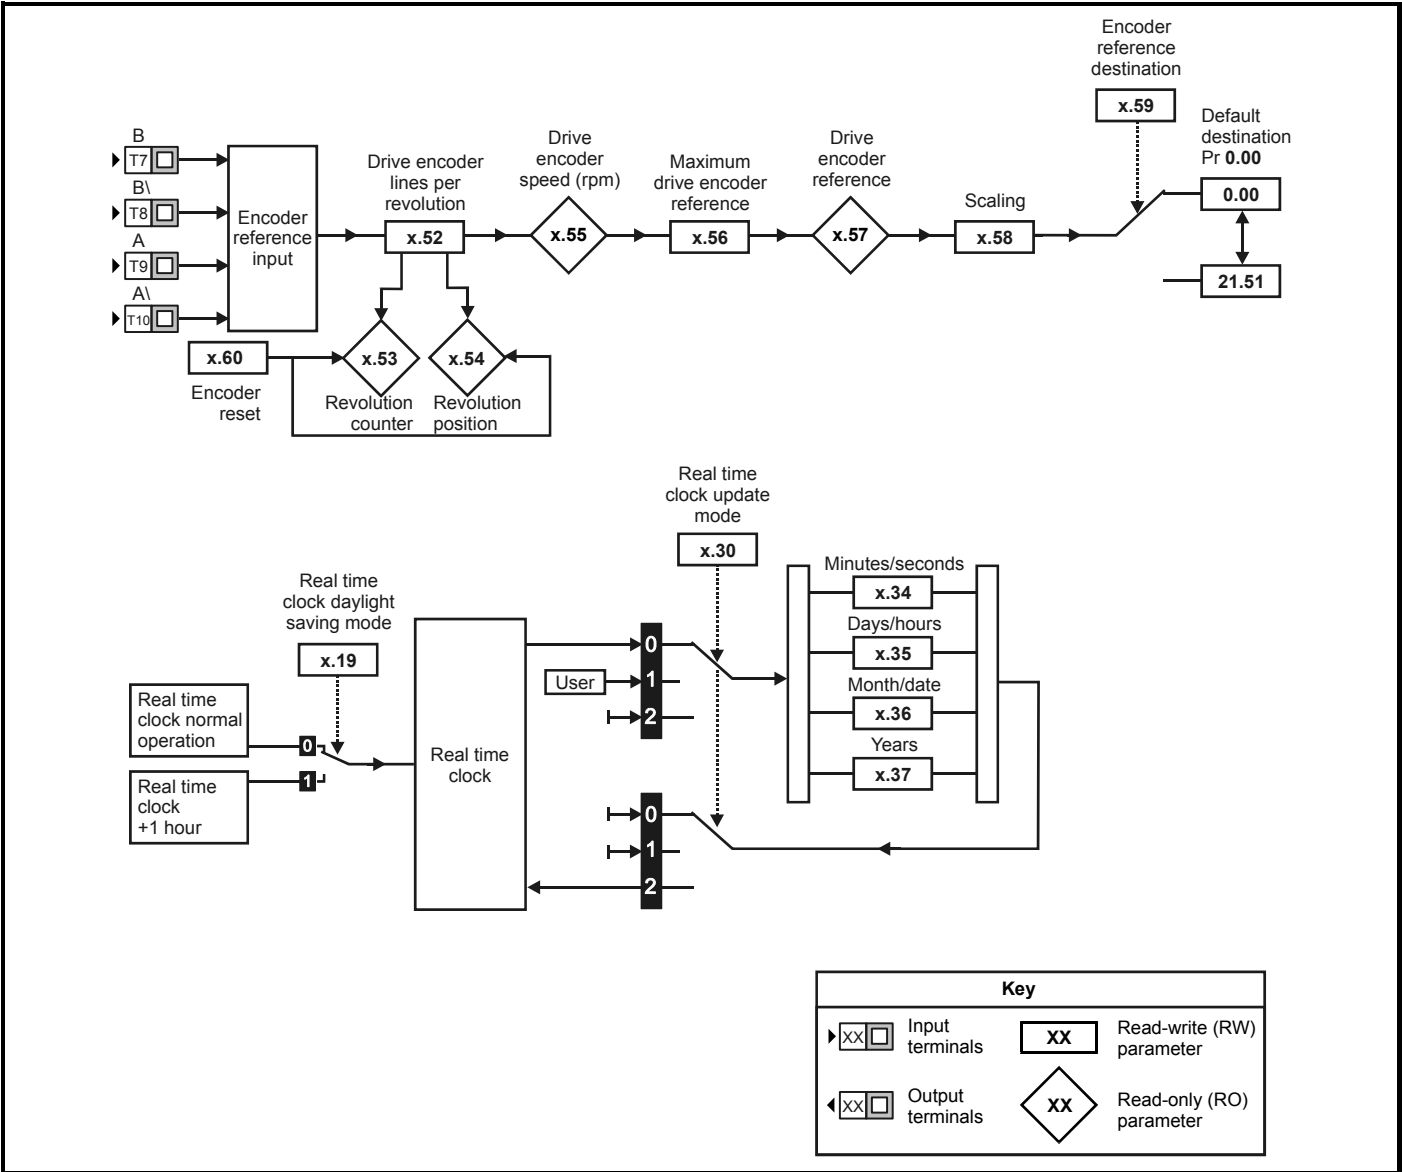 Encoder
reference
destination
x.59
Default
destination
Pr 0.00
0.00
21.51
B
T7
B\
T8
A
T9
A\
T10
Encoder
reference
input
Drive encoder
lines per
revolution
x.52
Drive
encoder
speed (rpm)
x.55
Maximum
drive encoder
reference
x.56
Drive
encoder
reference
x.57
Scaling
x.58
x.60
Encoder
reset
x.53
Revolution
counter
x.54
Revolution
position
Real time
clock update
mode
x.30
Real time
clock daylight
saving mode
x.19
Real time
clock normal
operation
0
Real time
clock
+1 hour
1
Real time
clock
0
User
1
2
0
1
2
Minutes/seconds
x.34
Days/hours
x.35
Month/date
x.36
Years
x.37
Key
XX
Input
terminals
XX
Read-write (RW)
parameter
XX
Output
terminals
XX
Read-only (RO)
parameter